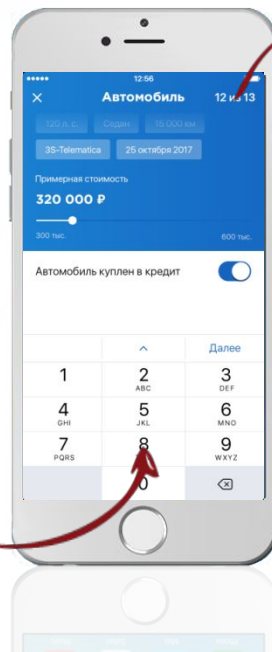 12:56
Автомобиль 12 из 13
120 л. с. Седан 15 000 км
3S-Telematica 25 октября 2017
Примерная стоимость
320 000 ₽
300 тыс. 600 тыс.
Автомобиль куплен в кредит
Далее
1 2 3
ABC DEF
4 5 6
GHI JKL MNO
7 8 9
PQRS WXYZ
0